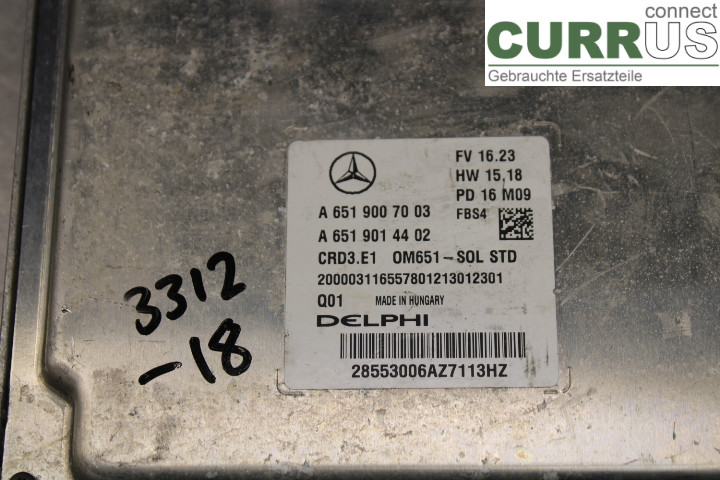 connect
CURRUS
Gebrauchte Ersatzteile
FV 16.23
HW 15,18
PD 16 M09
A 651 900 70 03
FBS4
A 651 901 44 02
CRD3.E1 OM651-SOL STD
200003116557801213012301
Q01 MADE IN HUNGARY
DELPHI
28553006AZ7113HZ
3312
-18